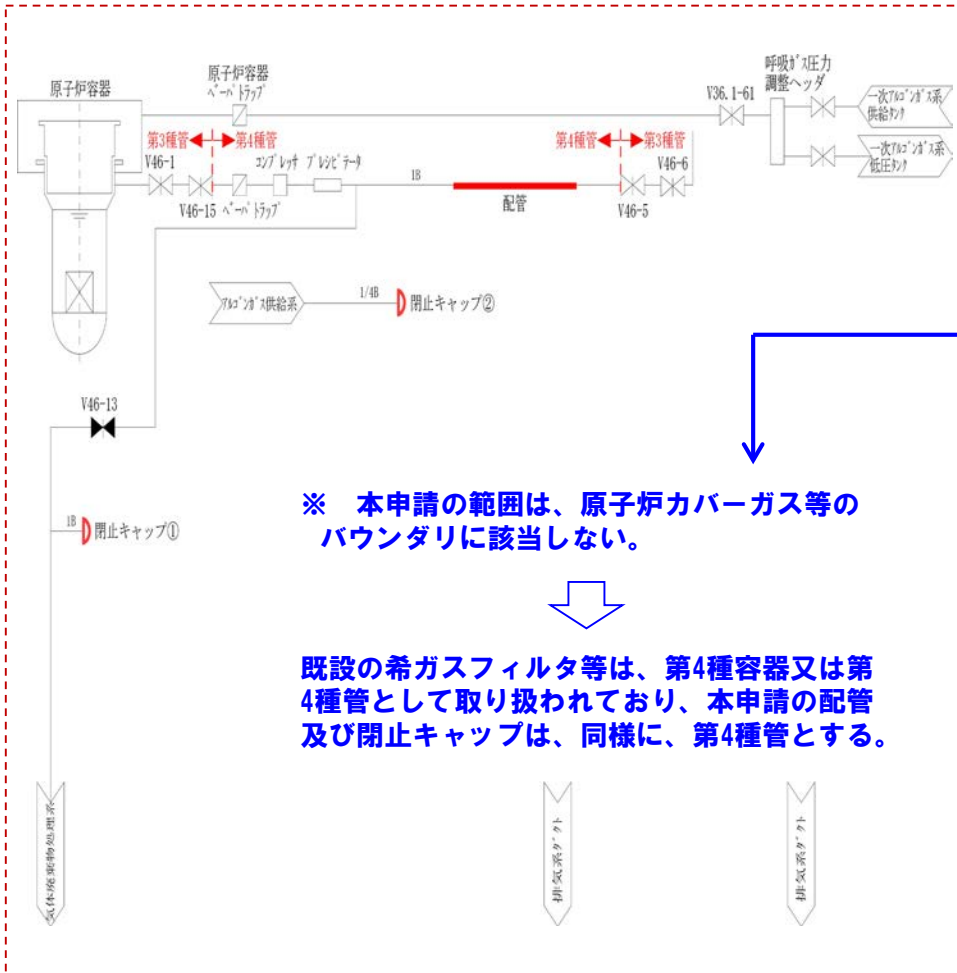 原子炉容器
原子炉容器
ベーパトラップ
V36.1-61
呼吸ガス圧力
調整ヘッダ
一次アルゴンガス系
供給タンク
一次アルゴンガス系
低圧タンク
第3種管
第4種管
V46-1
V46-15
ベーパトラップ
コンプレッサ
プレシピテータ
1B
配管
第4種管
第3種管
V46-6
V46-5
アルゴンガス供給系
1/4B
閉止キャップ②
V46-13
1B
閉止キャップ①
※ 本申請の範囲は、原子炉カバーガス等の
バウンダリに該当しない。
既設の希ガスフィルタ等は、第4種容器又は第
4種管として取り扱われており、本申請の配管
及び閉止キャップは、同様に、第4種管とする。
気体廃棄物処理系
排気系ダクト
排気系ダクト